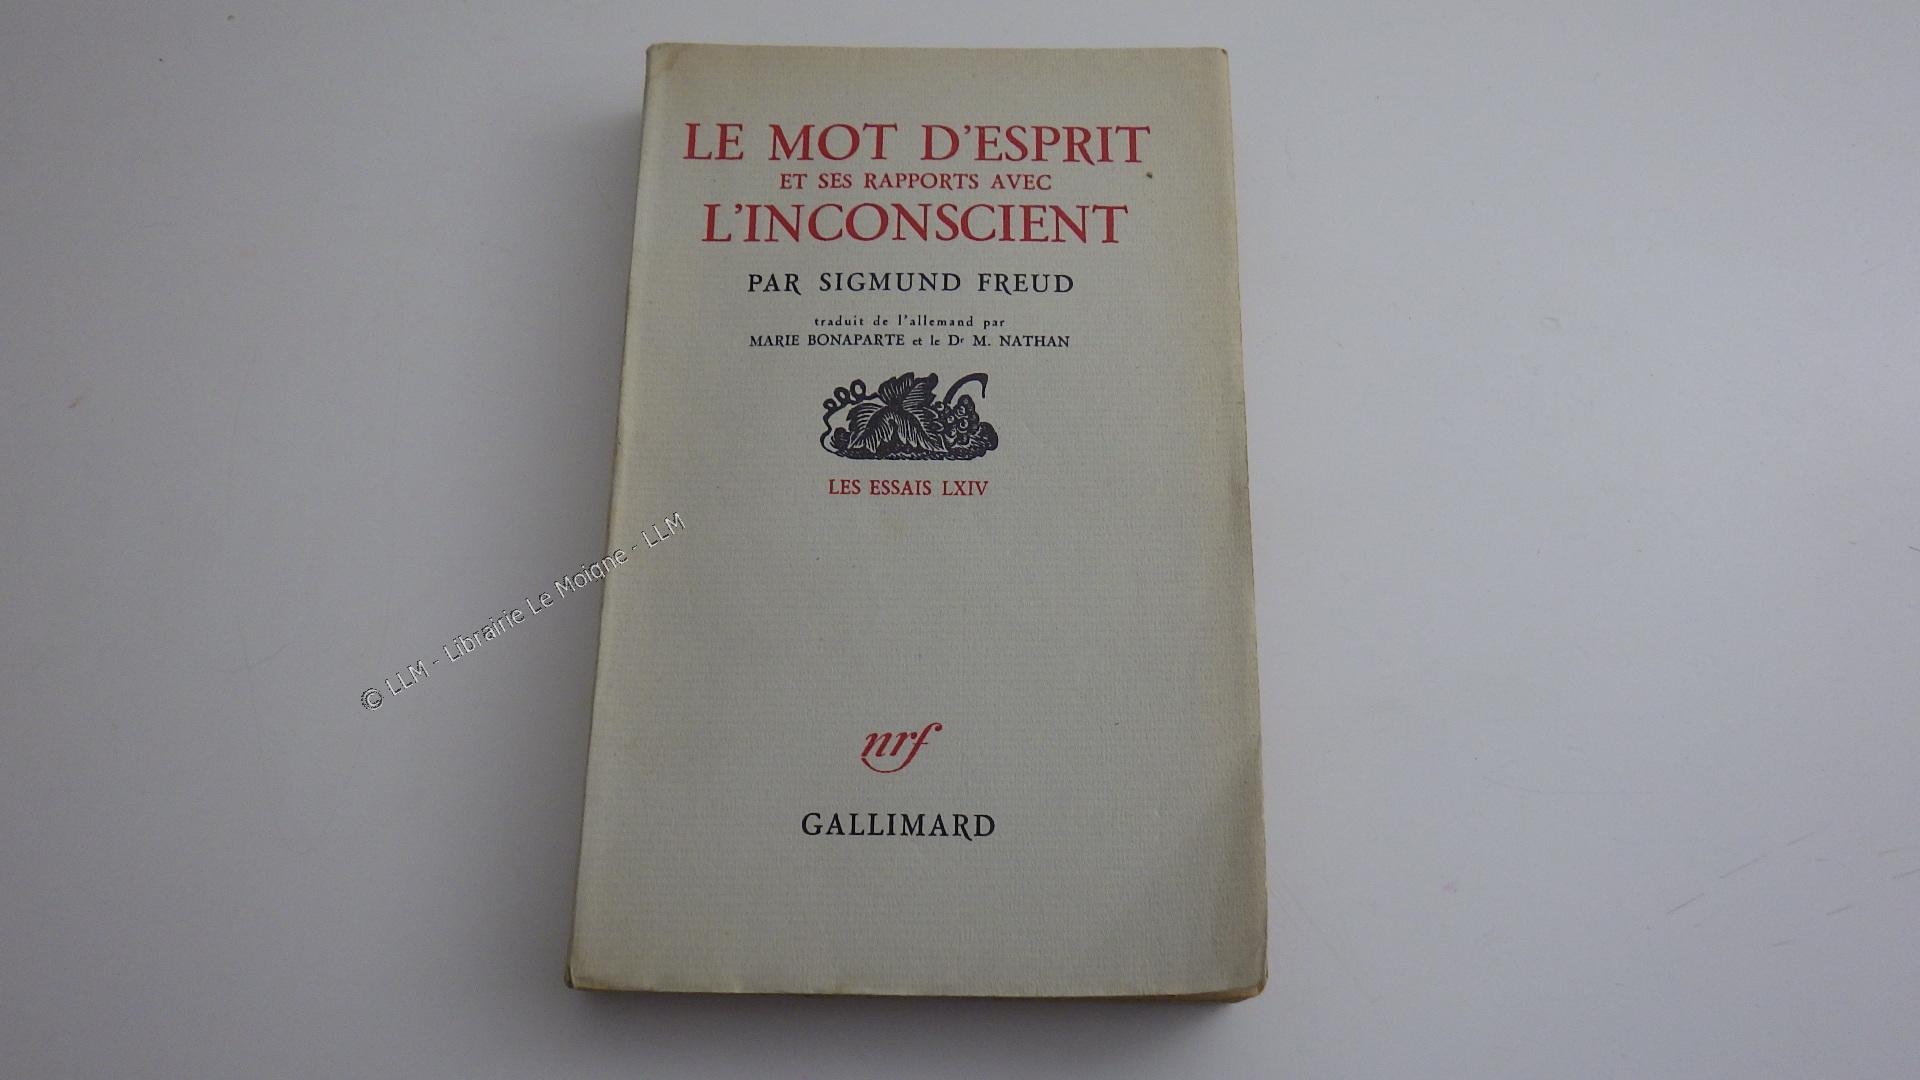 LE MOT D'ESPRIT
ET SES RAPPORTS AVEC
L'INCONSCIENT
PAR SIGMUND FREUD
traduit de l'allemand par
MARIE BONAPARTE et le Dr M. NATHAN
LES ESSAIS LXIV
© LLM - Librairie Le Moigne - LLM
nrf
GALLIMARD